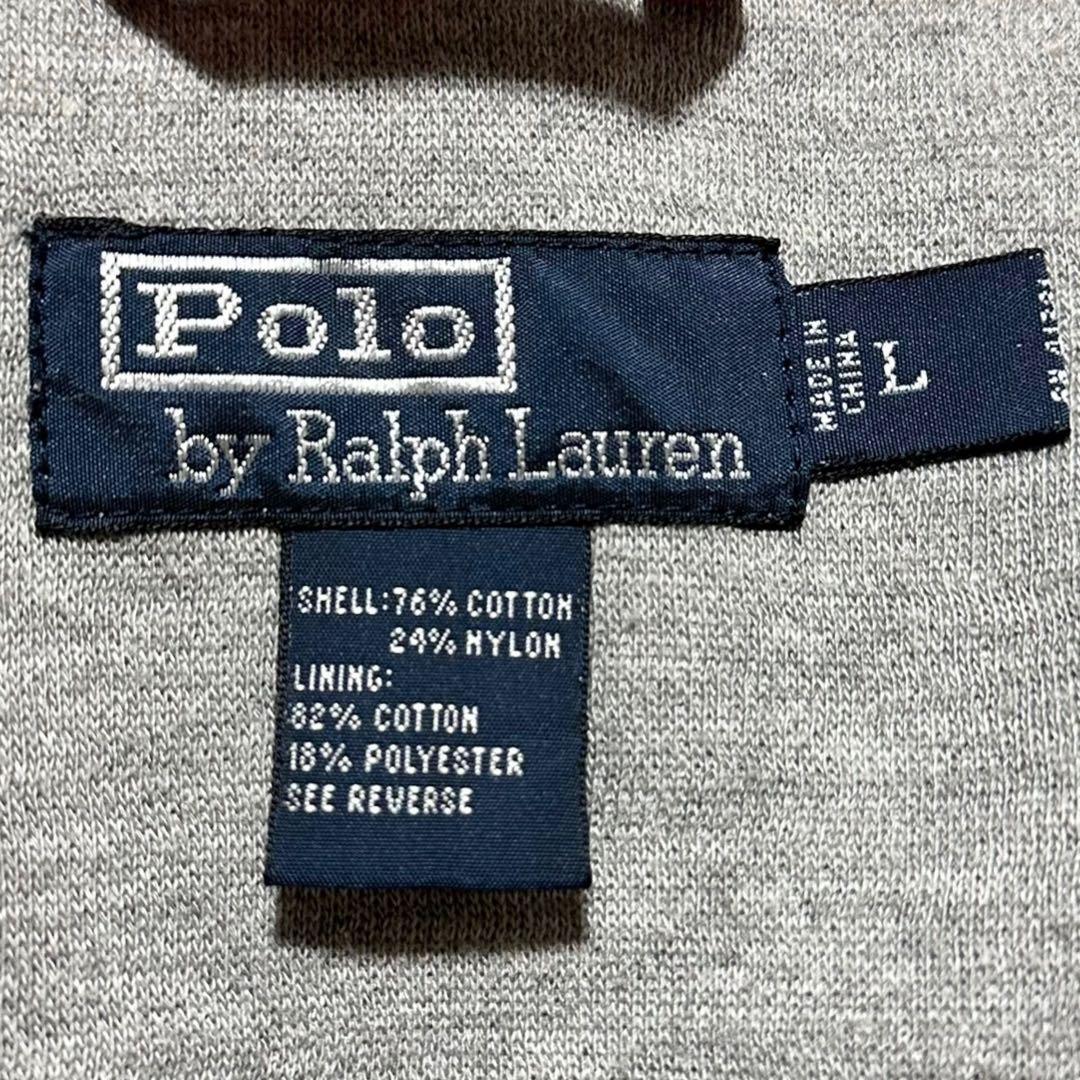 Polo
by Ralph Lauren
MADE IN
CHINA
L
SHELL:76% COTTON
24% NYLON
LINING:
82% COTTON
18% POLYESTER
SEE REVERSE